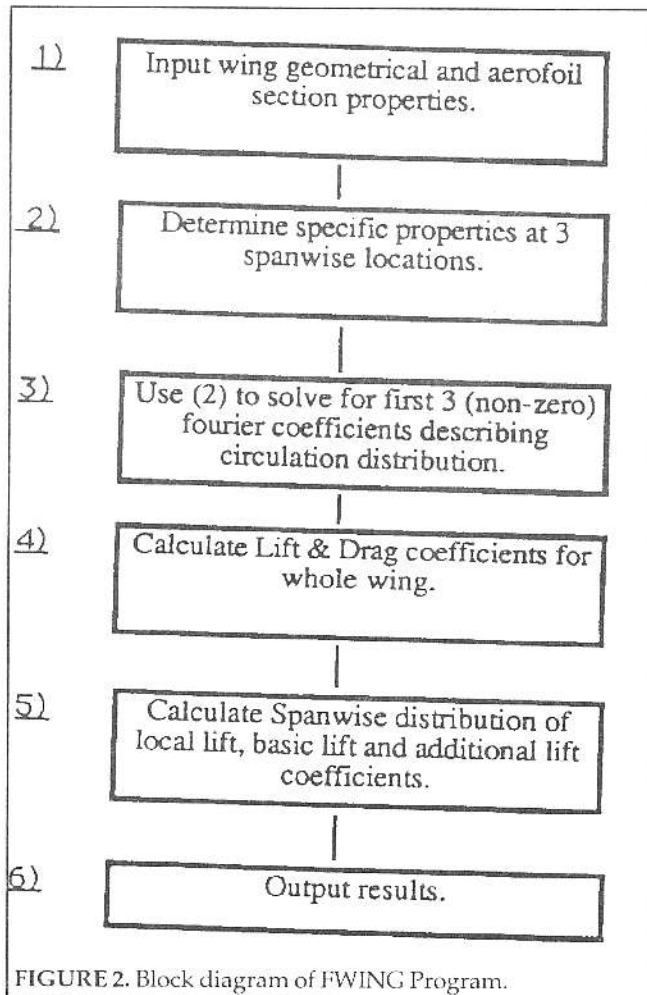 1)
Input wing geometrical and aerofoil
section properties.
2)
Determine specific properties at 3
spanwise locations.
3)
Use (2) to solve for first 3 (non-zero)
fourier coefficients describing
circulation distribution.
4)
Calculate Lift & Drag coefficients for
whole wing.
5)
Calculate Spanwise distribution of
local lift, basic lift and additional lift
coefficients.
6)
Output results.
FIGURE 2. Block diagram of FWING Program.